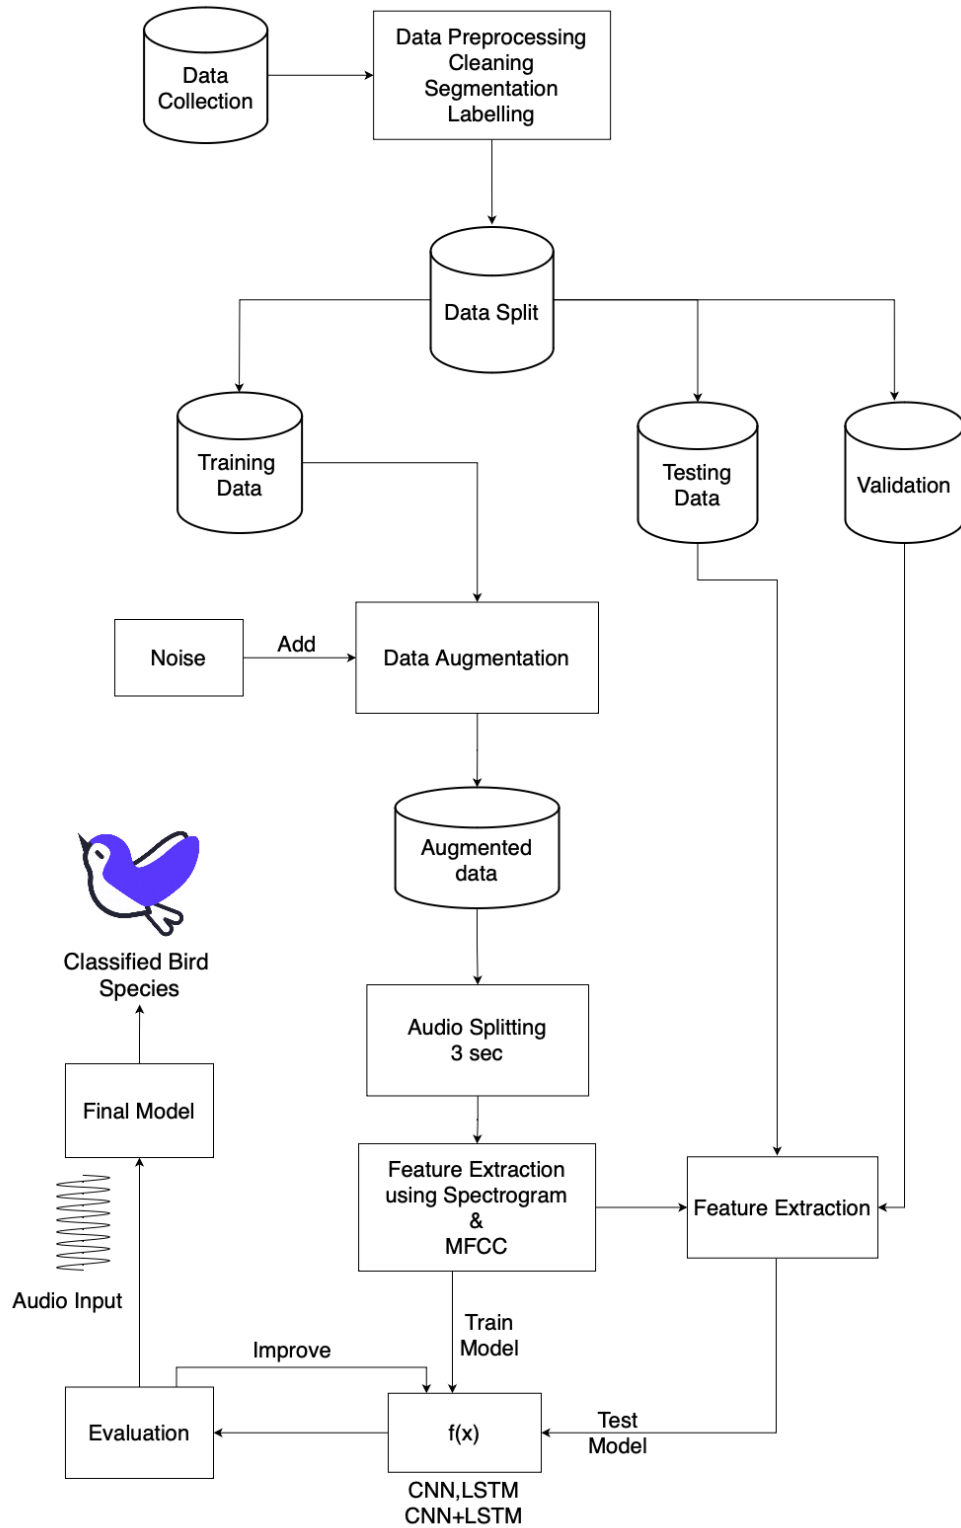 Data
Collection
Data Preprocessing
Cleaning
Segmentation
Labelling
Data Split
Training
Data
Testing
Data
Validation
Noise
Add
Data Augmentation
Augmented
data
Classified Bird
Species
Audio Splitting
3 sec
Final Model
Feature Extraction
using Spectrogram
&
MFCC
Feature Extraction
Audio Input
Train
Model
Improve
Evaluation
f(x)
Test
Model
CNN,LSTM
CNN+LSTM